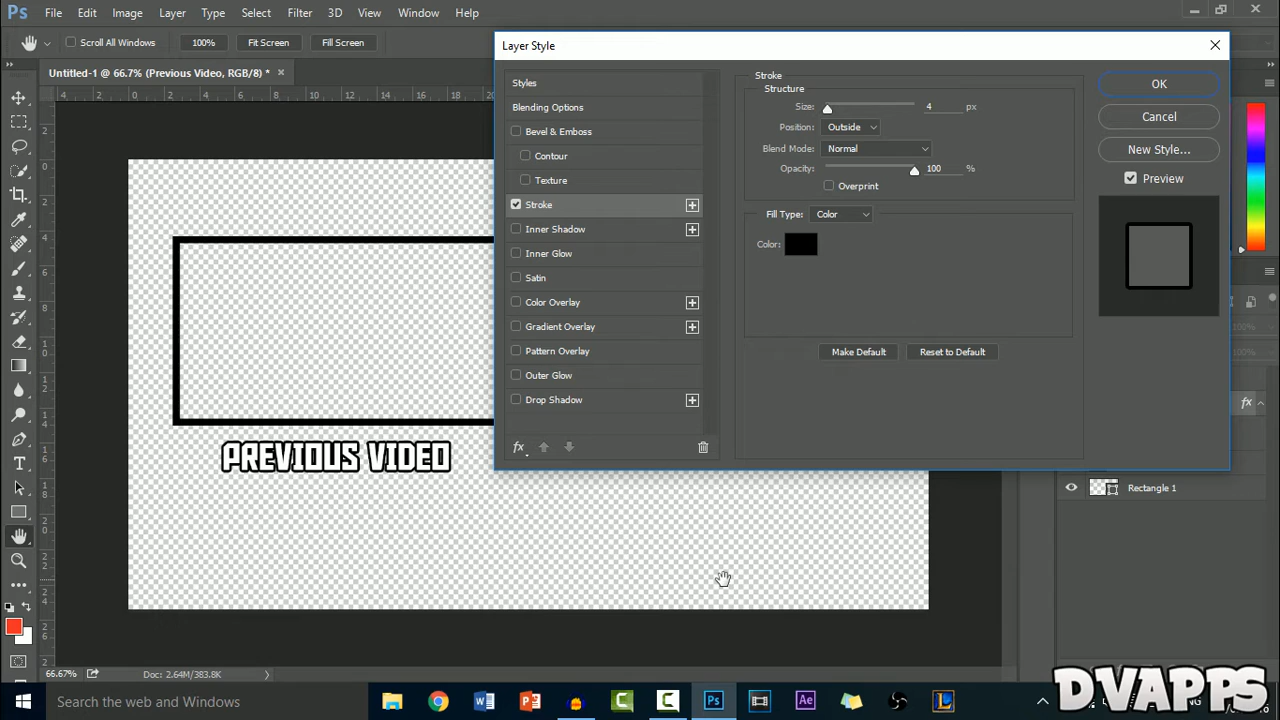 Ps File Edit Image Layer Type Select Filter 3D View Window Help
Scroll All Windows 100% Fit Screen Fill Screen
Untitled-1 @ 66.7% (Previous Video, RGB/8) * ×
Layer Style
Styles
Blending Options
Bevel & Emboss
Contour
Texture
Stroke
Inner Shadow
Inner Glow
Satin
Color Overlay
Gradient Overlay
Pattern Overlay
Outer Glow
Drop Shadow
fx
Stroke
Structure
Size: 4 px
Position: Outside
Blend Mode: Normal
Opacity: 100 %
Overprint
Fill Type: Color
Color:
Make Default Reset to Default
OK
Cancel
New Style...
Preview
PREVIOUS VIDEO
fx
Rectangle 1
66.67% Doc: 2.64M/383.8K
Search the web and Windows
Ps Ae
DVAPPS